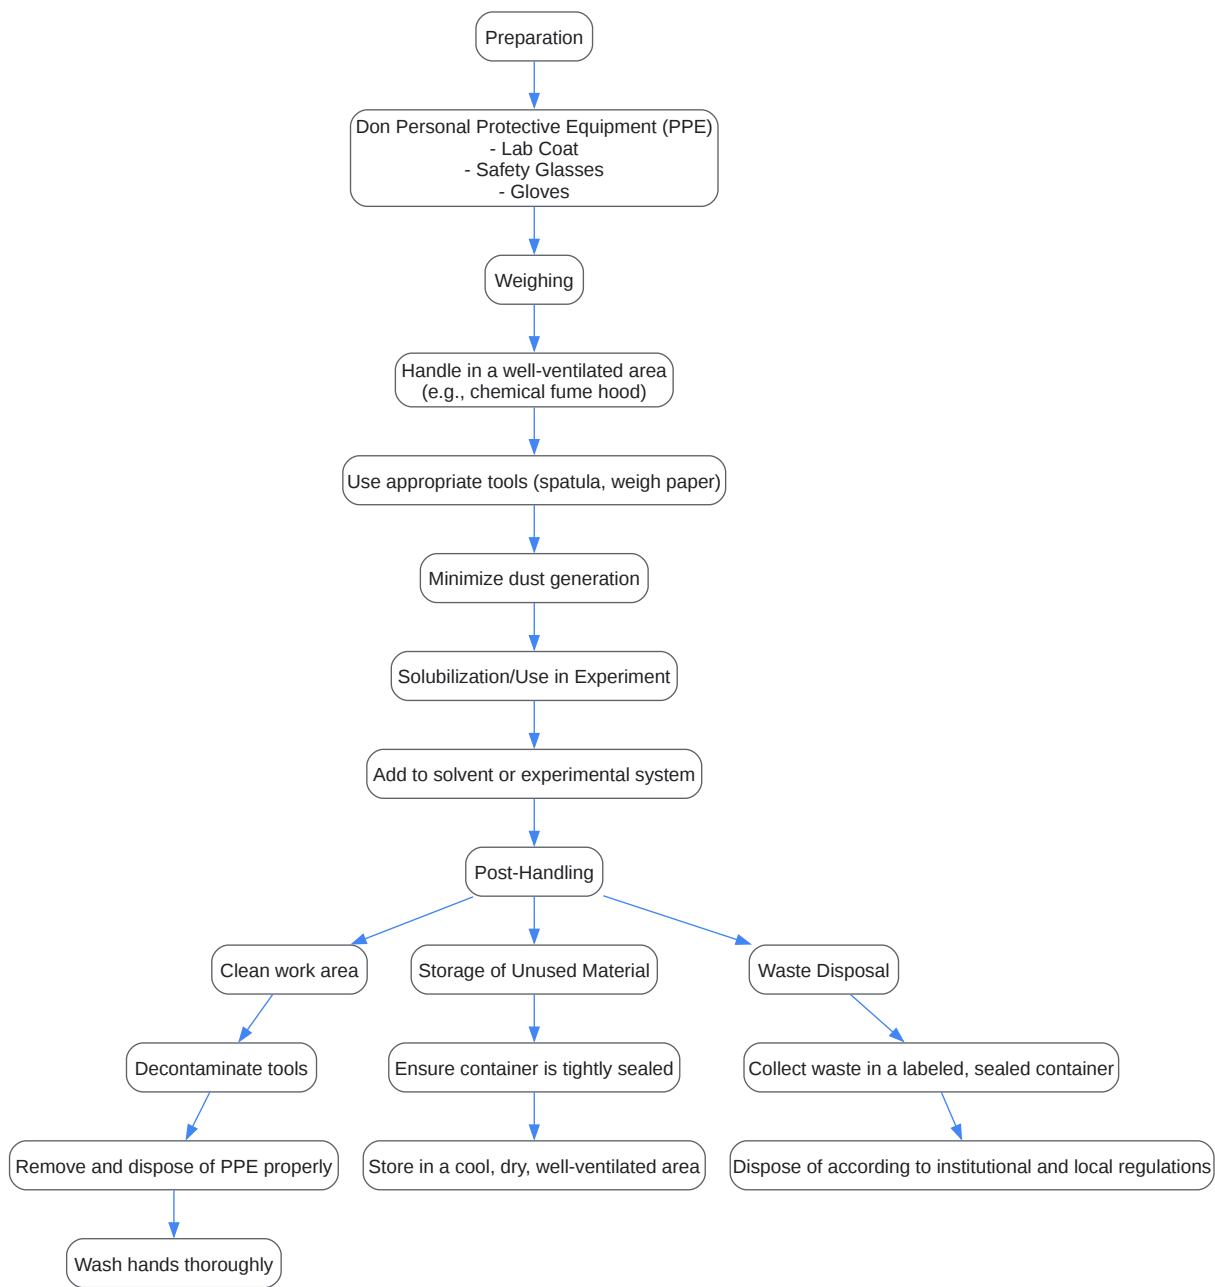 Preparation
Don Personal Protective Equipment (PPE)
- Lab Coat
- Safety Glasses
- Gloves
Weighing
Handle in a well-ventilated area
(e.g., chemical fume hood)
Use appropriate tools (spatula, weigh paper)
Minimize dust generation
Solubilization/Use in Experiment
Add to solvent or experimental system
Post-Handling
Clean work area
Storage of Unused Material
Waste Disposal
Decontaminate tools
Ensure container is tightly sealed
Collect waste in a labeled, sealed container
Remove and dispose of PPE properly
Store in a cool, dry, well-ventilated area
Dispose of according to institutional and local regulations
Wash hands thoroughly